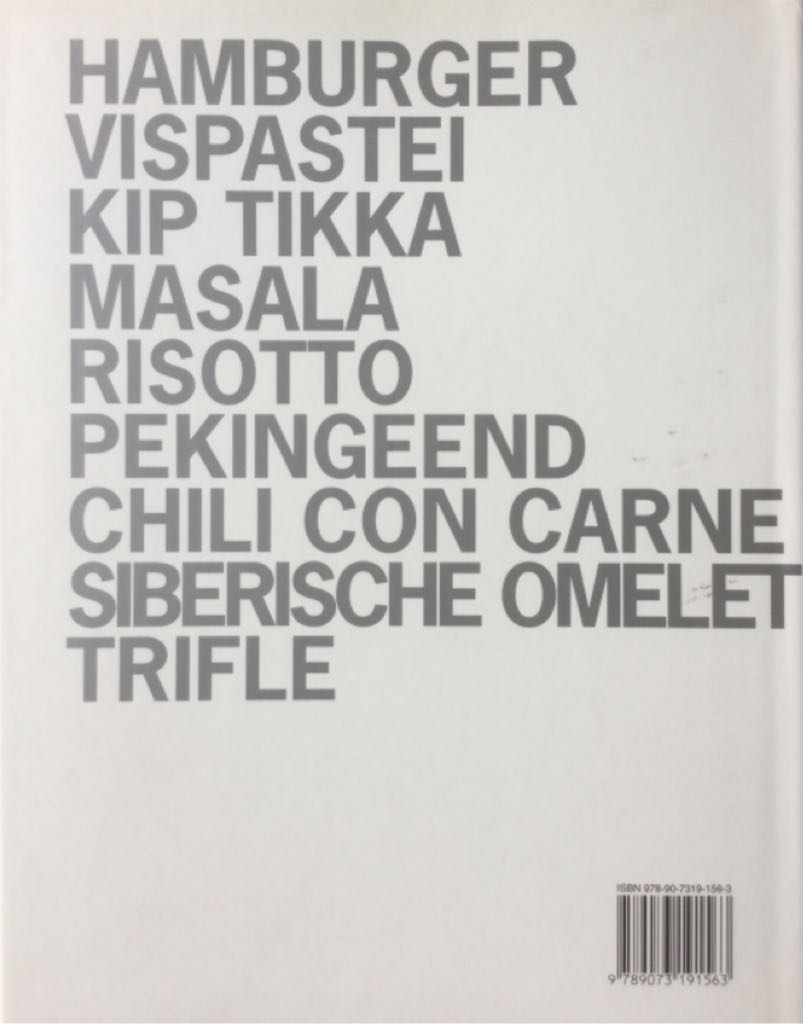 HAMBURGER
VISPASTEI
KIP TIKKA
MASALA
RISOTTO
PEKINGEEND
CHILI CON CARNE
SIBERISCHE OMELET
TRIFLE
ISBN 978-90-7319-156-3
9 789073 191563